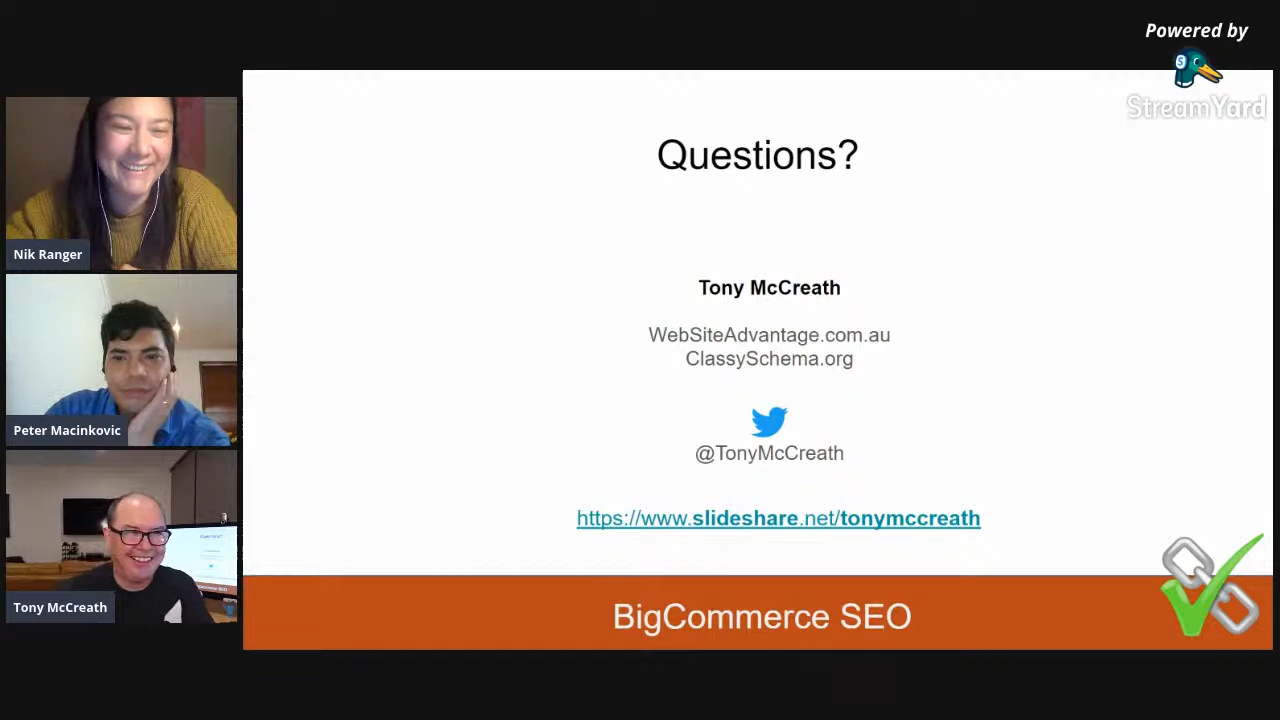 Powered by
StreamYard
Questions?
Nik Ranger
Tony McCreath
WebSiteAdvantage.com.au
ClassySchema.org
Peter Macinkovic
@TonyMcCreath
https://www.slideshare.net/tonymccreath
Tony McCreath
BigCommerce SEO